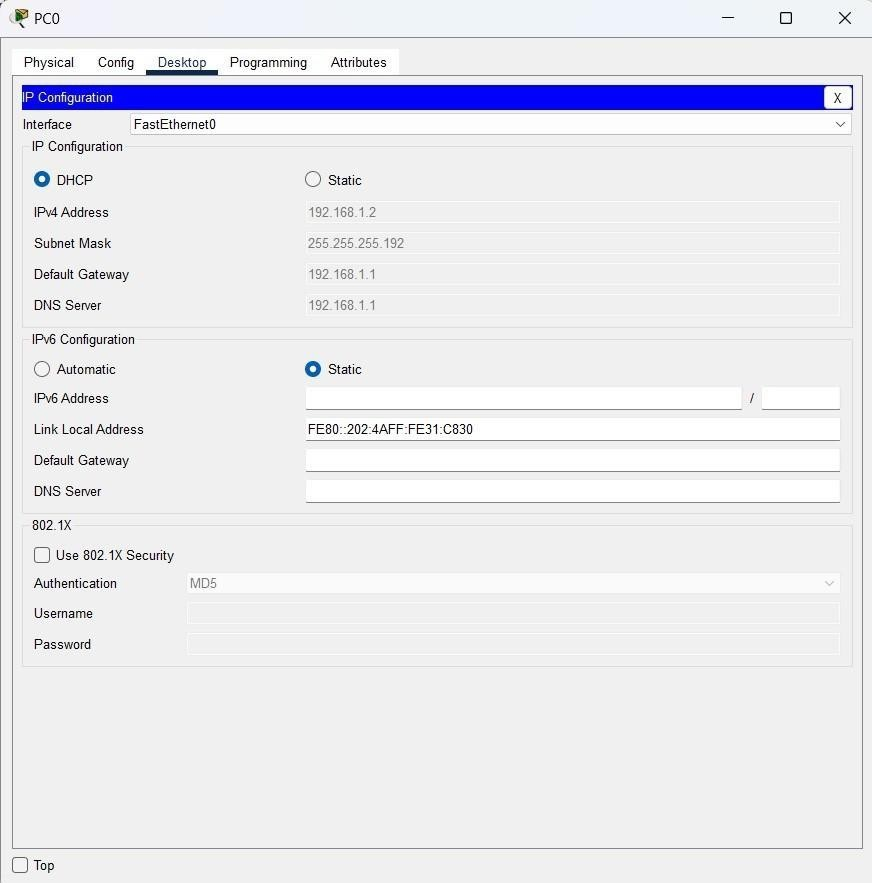 PC0
Physical Config Desktop Programming Attributes
IP Configuration X
Interface FastEthernet0
IP Configuration
DHCP Static
IPv4 Address 192.168.1.2
Subnet Mask 255.255.255.192
Default Gateway 192.168.1.1
DNS Server 192.168.1.1
IPv6 Configuration
Automatic Static
IPv6 Address /
Link Local Address FE80::202:4AFF:FE31:C830
Default Gateway
DNS Server
802.1X
Use 802.1X Security
Authentication MD5
Username
Password
Top